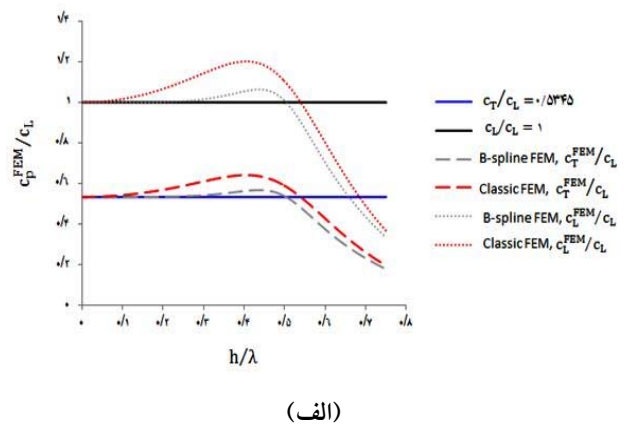 ۱/۴
۱/۲
۱
۰/۸
۰/۶
۰/۴
۰/۲
۰
c_p^FEM/c_L
۰ ۰/۱ ۰/۲ ۰/۳ ۰/۴ ۰/۵ ۰/۶ ۰/۷ ۰/۸
h/λ
c_T/c_L = ۰/۵۳۴۵
c_L/c_L = ۱
B-spline FEM, c_T^FEM/c_L
Classic FEM, c_T^FEM/c_L
B-spline FEM, c_L^FEM/c_L
Classic FEM, c_L^FEM/c_L
(الف)